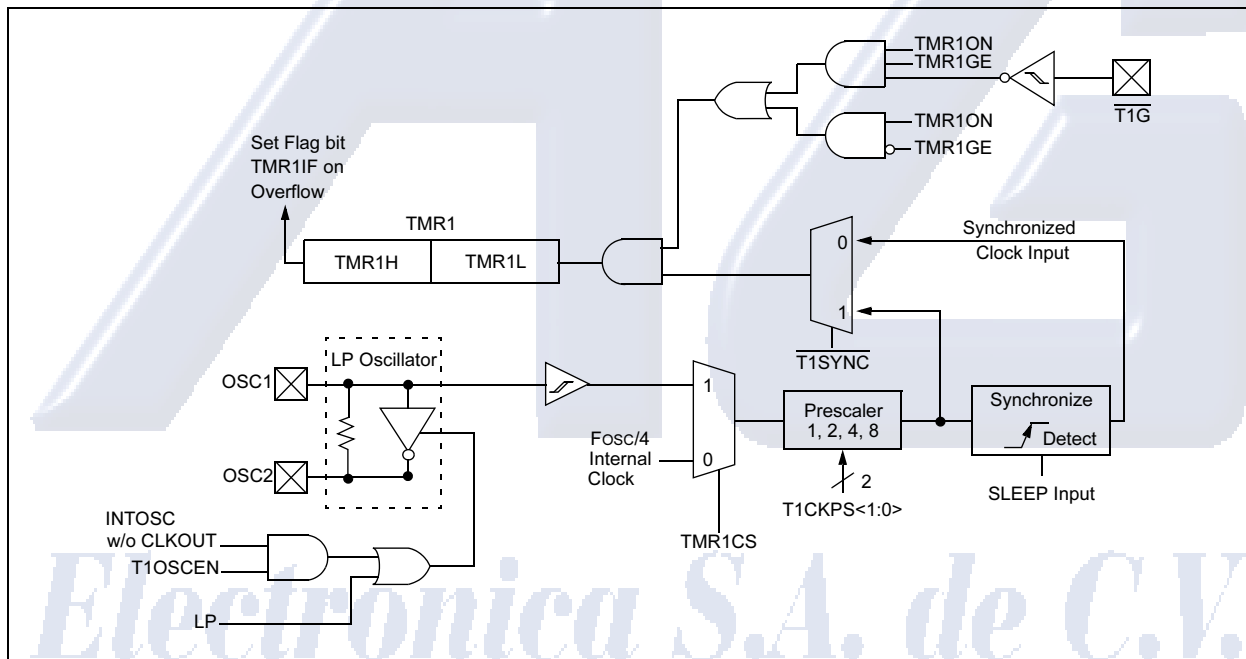 TMR1ON
TMR1GE
T1G
TMR1ON
TMR1GE
Set Flag bit
TMR1IF on
Overflow
TMR1
TMR1H
TMR1L
0
1
Synchronized
Clock Input
T1SYNC
LP Oscillator
OSC1
OSC2
FOSC/4
Internal
Clock
1
0
Prescaler
1, 2, 4, 8
Synchronize
Detect
2
T1CKPS<1:0>
SLEEP Input
TMR1CS
INTOSC
w/o CLKOUT
T1OSCEN
LP
Electronica S.A. de C.V.